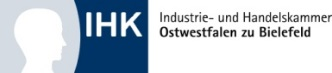 IHK
Industrie- und Handelskammer
Ostwestfalen zu Bielefeld